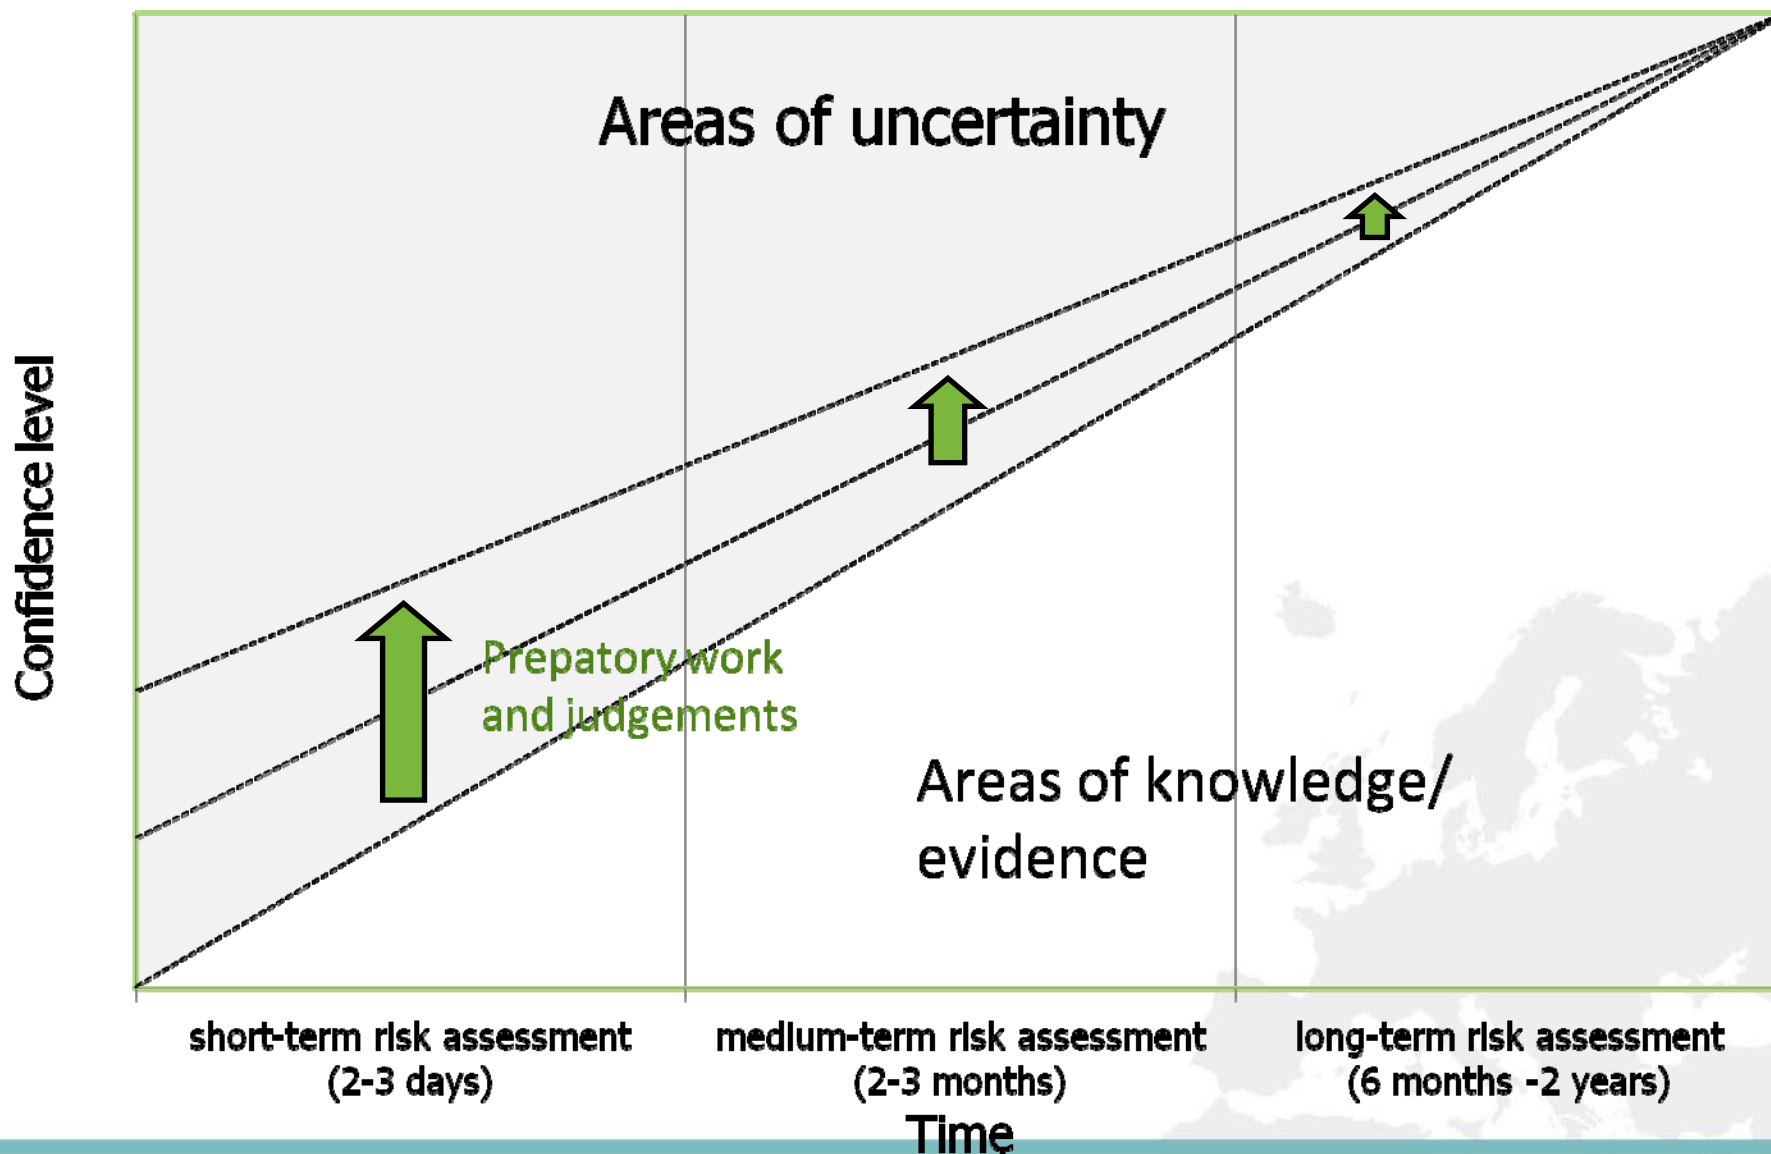 Areas of uncertainty
Confidence level
Prepatory work
and judgements
Areas of knowledge/
evidence
short-term risk assessment
(2-3 days)
medium-term risk assessment
(2-3 months)
long-term risk assessment
(6 months -2 years)
Time